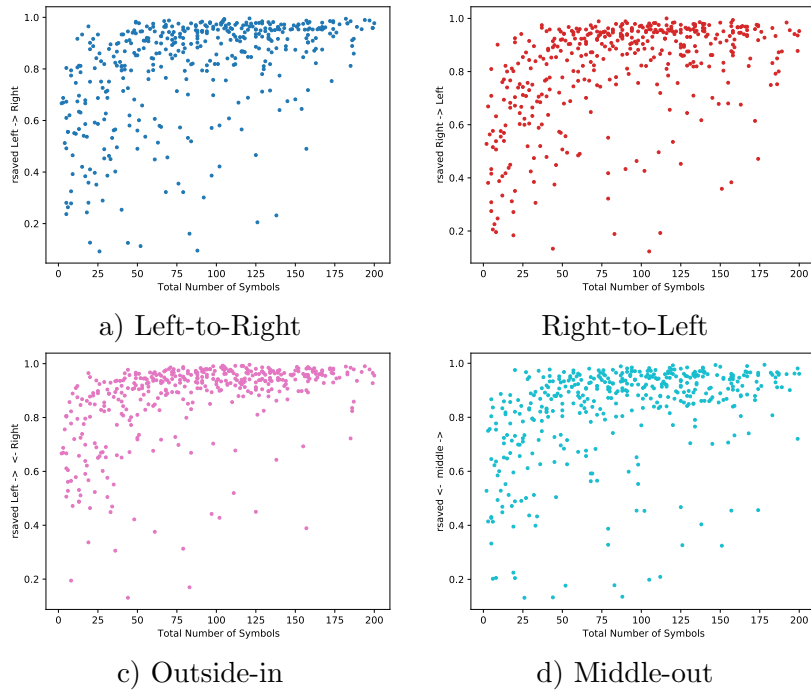 1.0
0.8
0.6
0.4
0.2
rsaved Left -> Right
0 25 50 75 100 125 150 175 200
Total Number of Symbols
a) Left-to-Right
1.0
0.8
0.6
0.4
0.2
rsaved Right -> Left
0 25 50 75 100 125 150 175 200
Total Number of Symbols
Right-to-Left
1.0
0.8
0.6
0.4
0.2
rsaved Left -> <- Right
0 25 50 75 100 125 150 175 200
Total Number of Symbols
c) Outside-in
1.0
0.8
0.6
0.4
0.2
rsaved <- middle ->
0 25 50 75 100 125 150 175 200
Total Number of Symbols
d) Middle-out